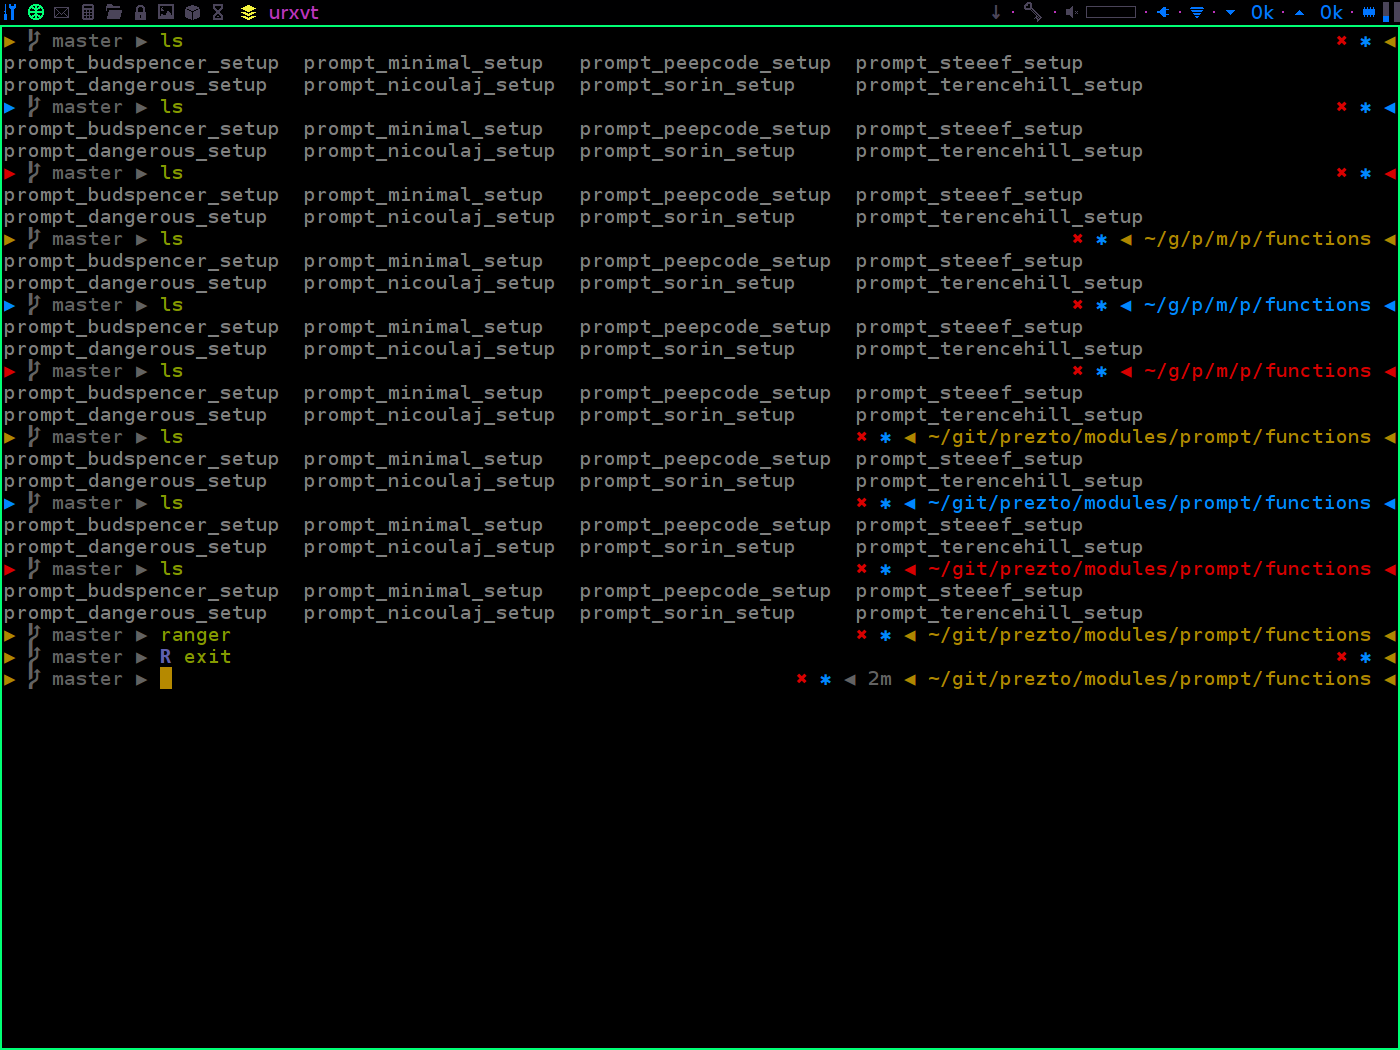 urxvt 0k 0k
master ▶ ls ✖ ✱ ◀
prompt_budspencer_setup prompt_minimal_setup prompt_peepcode_setup prompt_steeef_setup
prompt_dangerous_setup prompt_nicoulaj_setup prompt_sorin_setup prompt_terencehill_setup
master ▶ ls ✖ ✱ ◀
prompt_budspencer_setup prompt_minimal_setup prompt_peepcode_setup prompt_steeef_setup
prompt_dangerous_setup prompt_nicoulaj_setup prompt_sorin_setup prompt_terencehill_setup
master ▶ ls ✖ ✱ ◀
prompt_budspencer_setup prompt_minimal_setup prompt_peepcode_setup prompt_steeef_setup
prompt_dangerous_setup prompt_nicoulaj_setup prompt_sorin_setup prompt_terencehill_setup
master ▶ ls ✖ ✱ ◀ ~/g/p/m/p/functions ◀
prompt_budspencer_setup prompt_minimal_setup prompt_peepcode_setup prompt_steeef_setup
prompt_dangerous_setup prompt_nicoulaj_setup prompt_sorin_setup prompt_terencehill_setup
master ▶ ls ✖ ✱ ◀ ~/g/p/m/p/functions ◀
prompt_budspencer_setup prompt_minimal_setup prompt_peepcode_setup prompt_steeef_setup
prompt_dangerous_setup prompt_nicoulaj_setup prompt_sorin_setup prompt_terencehill_setup
master ▶ ls ✖ ✱ ◀ ~/g/p/m/p/functions ◀
prompt_budspencer_setup prompt_minimal_setup prompt_peepcode_setup prompt_steeef_setup
prompt_dangerous_setup prompt_nicoulaj_setup prompt_sorin_setup prompt_terencehill_setup
master ▶ ls ✖ ✱ ◀ ~/git/prezto/modules/prompt/functions ◀
prompt_budspencer_setup prompt_minimal_setup prompt_peepcode_setup prompt_steeef_setup
prompt_dangerous_setup prompt_nicoulaj_setup prompt_sorin_setup prompt_terencehill_setup
master ▶ ls ✖ ✱ ◀ ~/git/prezto/modules/prompt/functions ◀
prompt_budspencer_setup prompt_minimal_setup prompt_peepcode_setup prompt_steeef_setup
prompt_dangerous_setup prompt_nicoulaj_setup prompt_sorin_setup prompt_terencehill_setup
master ▶ ls ✖ ✱ ◀ ~/git/prezto/modules/prompt/functions ◀
prompt_budspencer_setup prompt_minimal_setup prompt_peepcode_setup prompt_steeef_setup
prompt_dangerous_setup prompt_nicoulaj_setup prompt_sorin_setup prompt_terencehill_setup
master ▶ ranger ✖ ✱ ◀ ~/git/prezto/modules/prompt/functions ◀
master ▶ R exit ✖ ✱ ◀
master ▶ ✖ ✱ ◀ 2m ◀ ~/git/prezto/modules/prompt/functions ◀